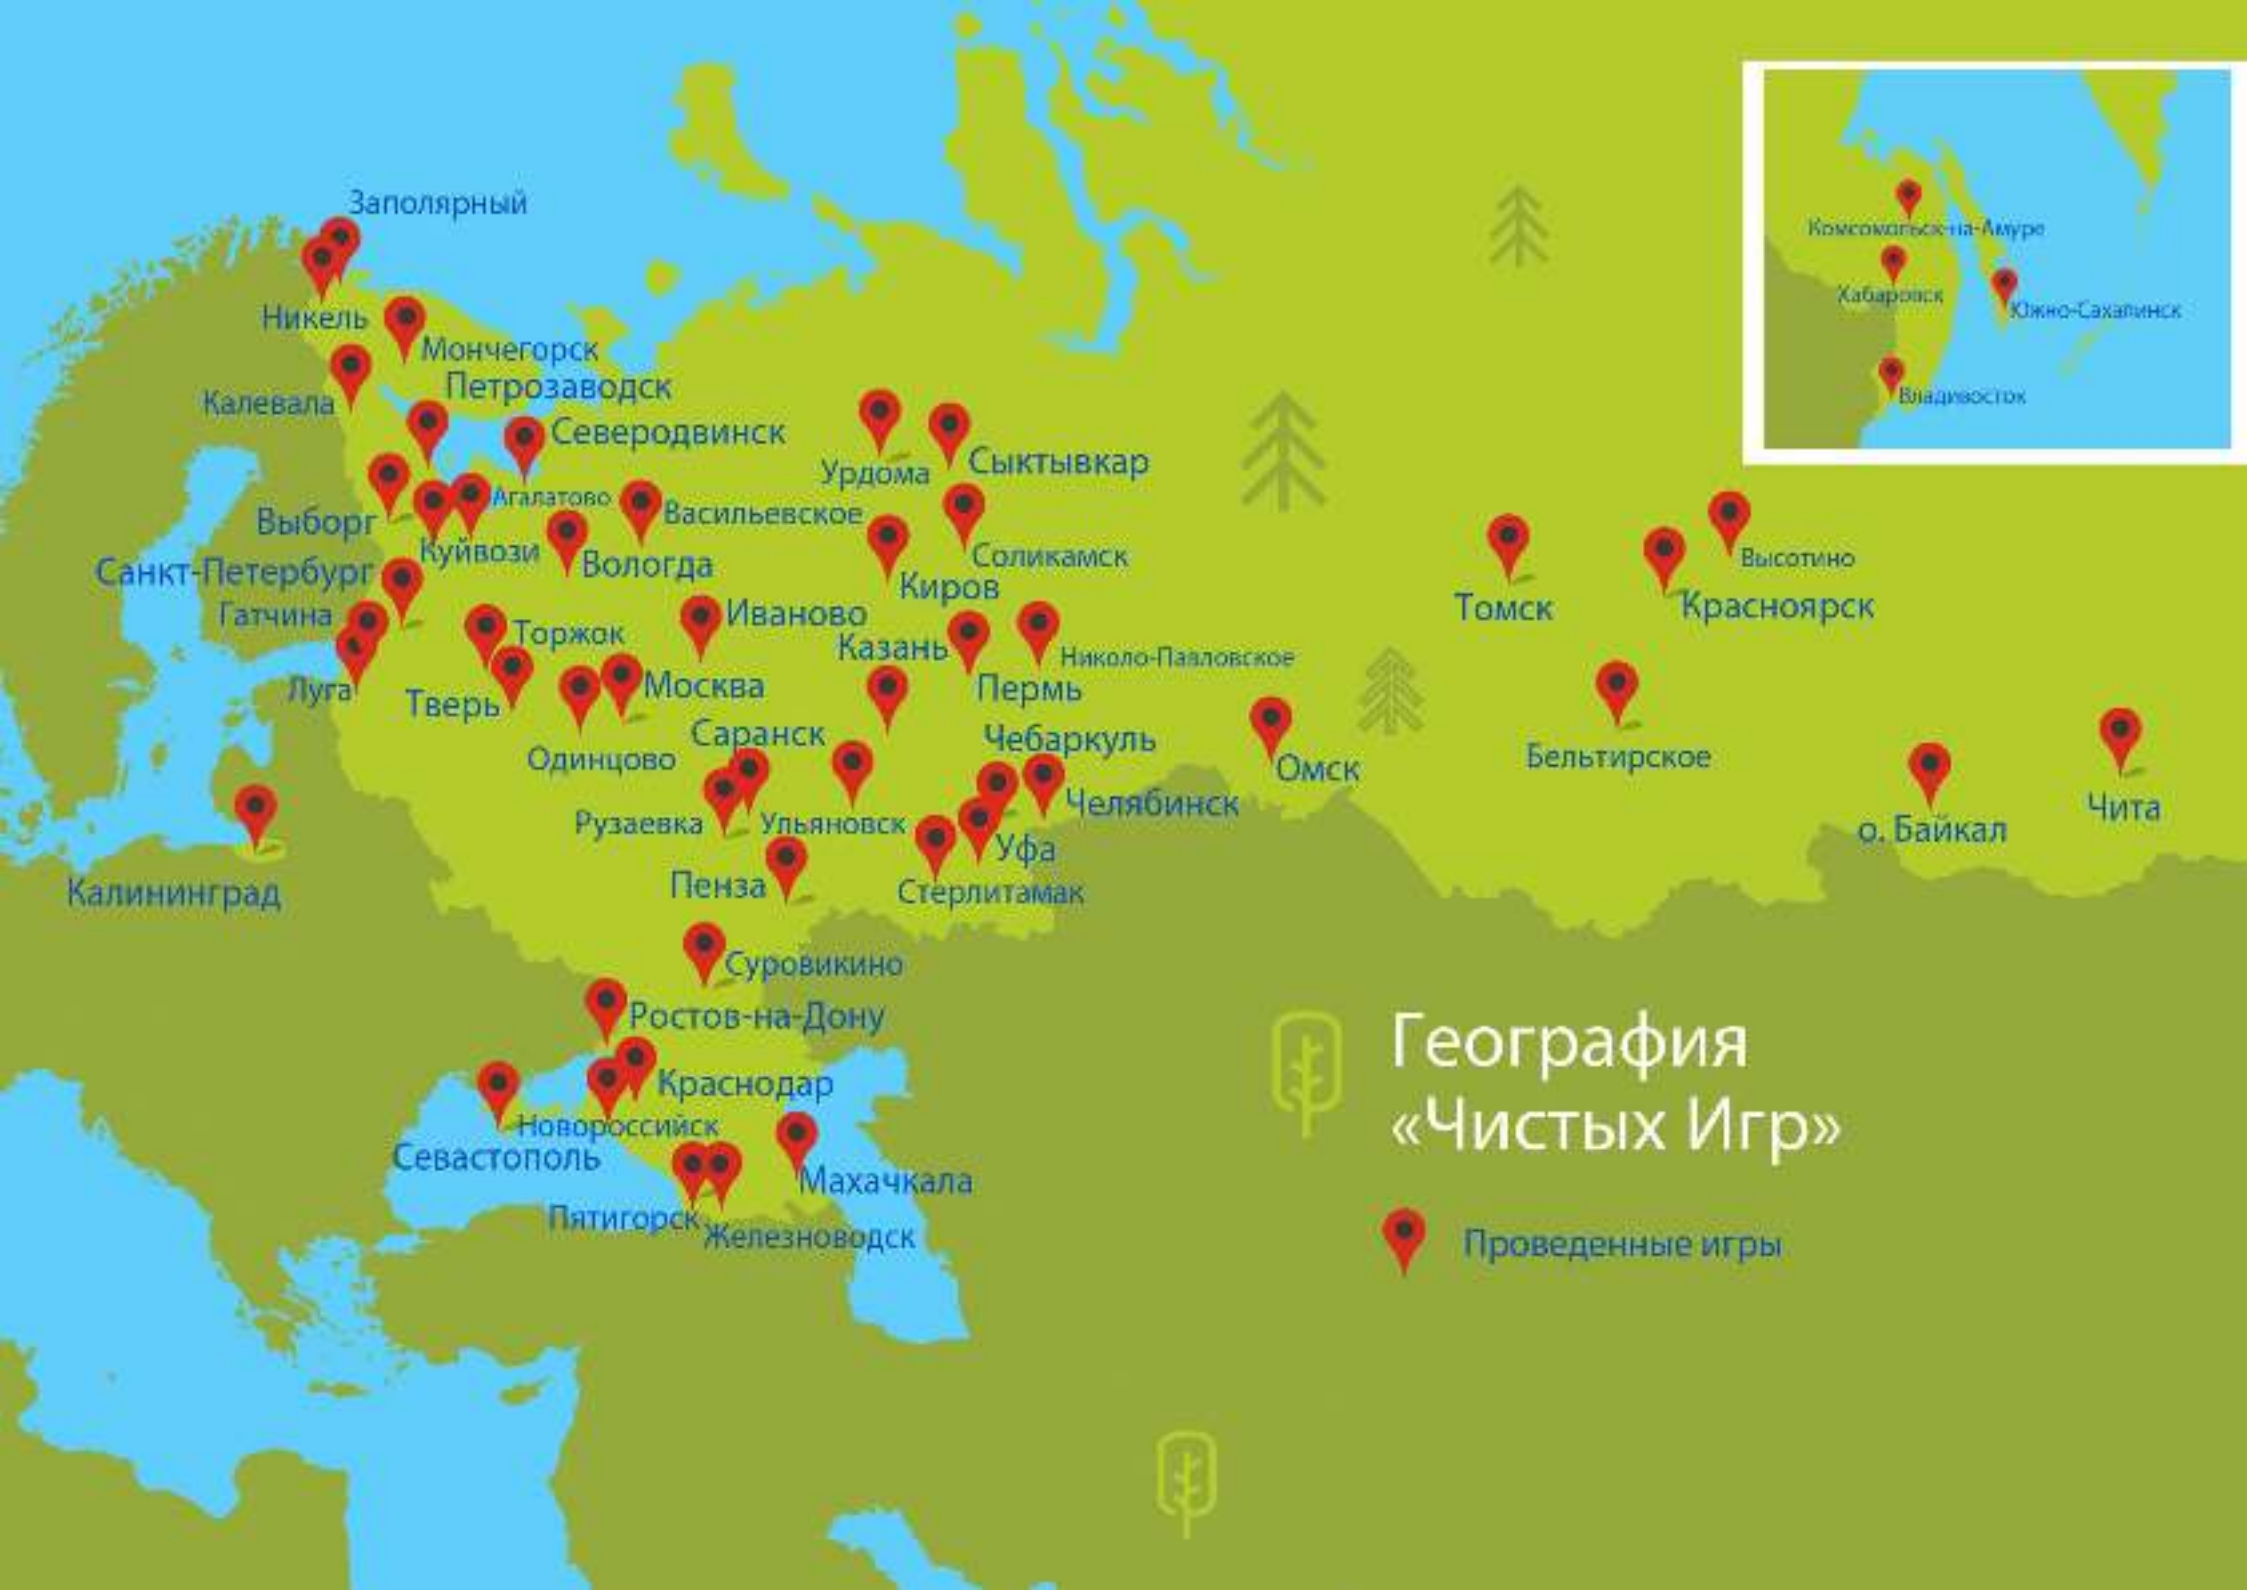 Заполярный
Никель
Мончегорск
Петрозаводск
Калевала
Северодвинск
Урдома
Сыктывкар
Агалатово
Васильевское
Выборг
Куйвози
Вологда
Соликамск
Киров
Санкт-Петербург
Гатчина
Торжок
Иваново
Казань
Николо-Павловское
Луга
Тверь
Москва
Пермь
Саранск
Чебаркуль
Одинцово
Омск
Рузаевка
Ульяновск
Челябинск
Уфа
Пенза
Стерлитамак
Калининград
Суровикино
Ростов-на-Дону
Краснодар
Новороссийск
Севастополь
Махачкала
Пятигорск
Железноводск
Томск
Высотино
Красноярск
Бельтирское
о. Байкал
Чита
Комсомольск-на-Амуре
Хабаровск
Южно-Сахалинск
Владивосток
География
«Чистых Игр»
Проведенные игры